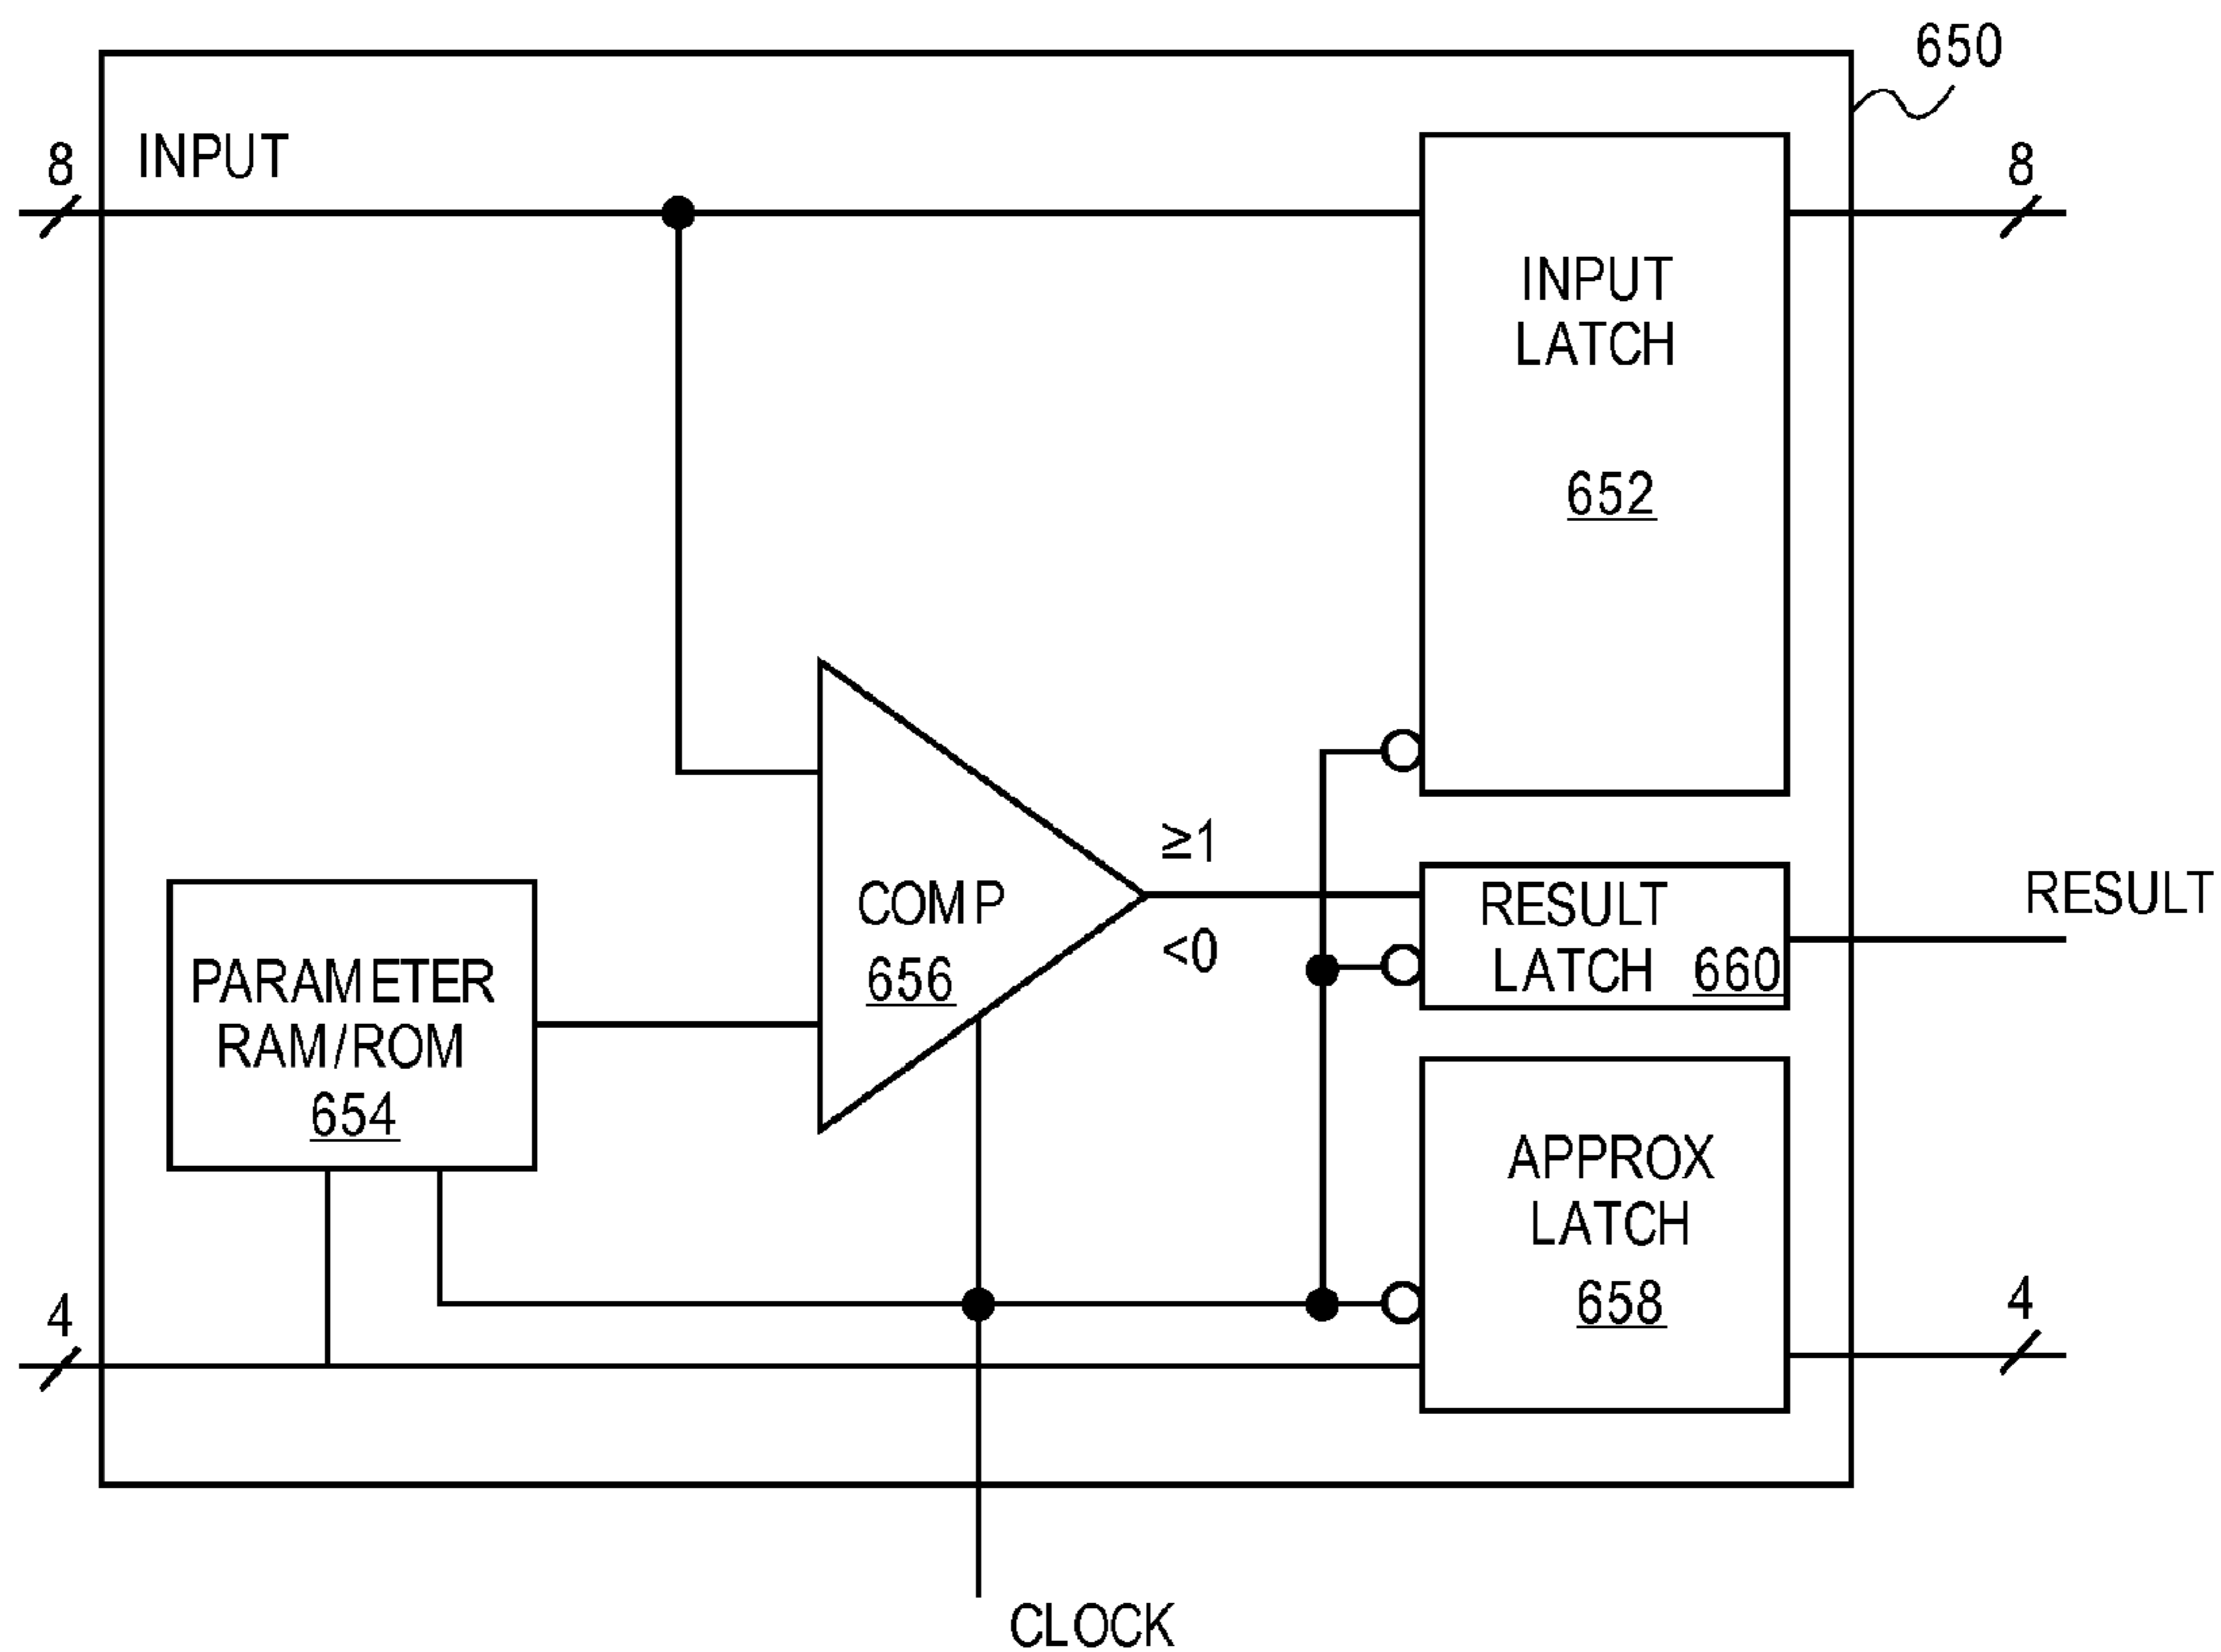 650
8
INPUT
8
INPUT
LATCH
652
≥1
COMP
656
<0
RESULT
LATCH 660
RESULT
PARAMETER
RAM/ROM
654
APPROX
LATCH
658
4
4
CLOCK